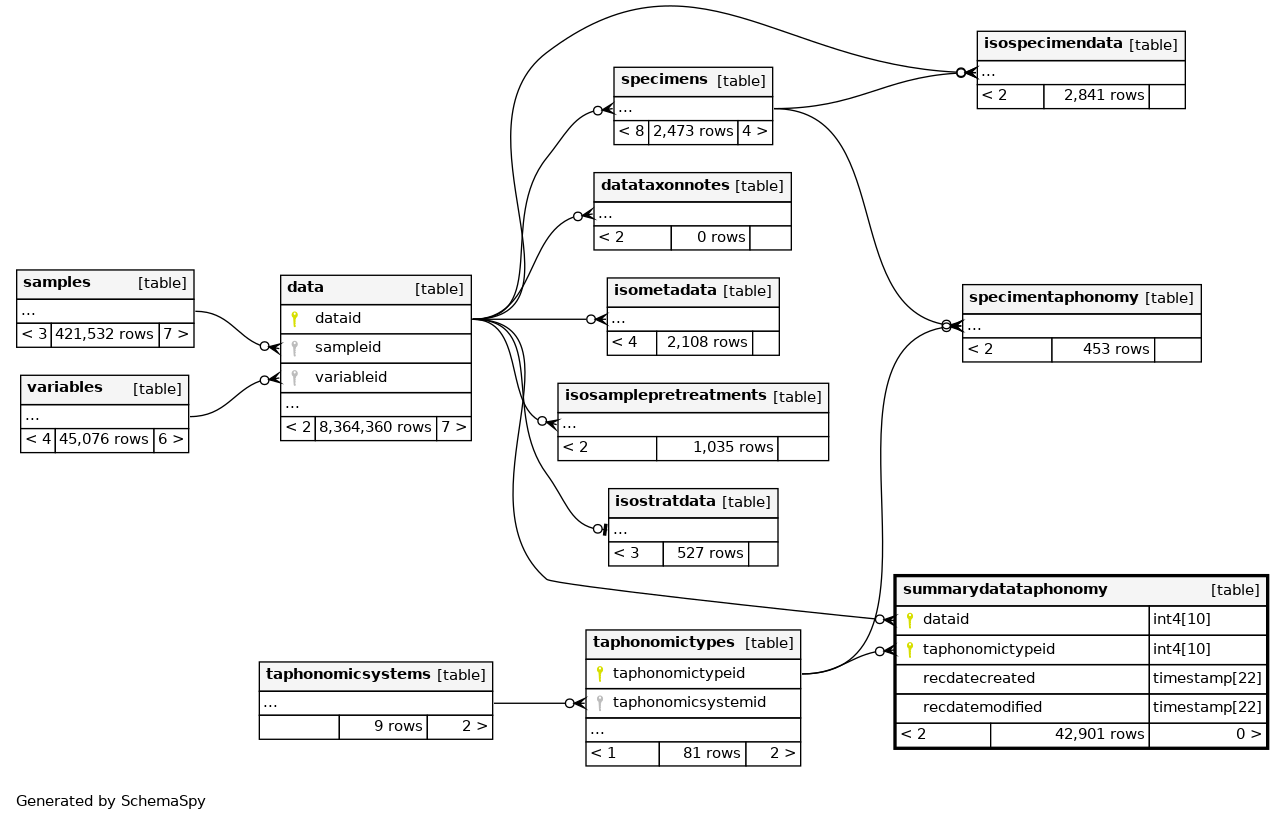 isospecimendata [table]
...
< 2 2,841 rows
specimens [table]
...
< 8 2,473 rows 4 >
datataxonnotes [table]
...
< 2 0 rows
samples [table]
...
< 3 421,532 rows 7 >
data [table]
dataid
sampleid
variableid
...
< 2 8,364,360 rows 7 >
isometadata [table]
...
< 4 2,108 rows
specimentaphonomy [table]
...
< 2 453 rows
variables [table]
...
< 4 45,076 rows 6 >
isosamplepretreatments [table]
...
< 2 1,035 rows
isostratdata [table]
...
< 3 527 rows
summarydatataphonomy [table]
dataid int4[10]
taphonomictypeid int4[10]
recdatecreated timestamp[22]
recdatemodified timestamp[22]
< 2 42,901 rows 0 >
taphonomictypes [table]
taphonomictypeid
taphonomicsystemid
...
< 1 81 rows 2 >
taphonomicsystems [table]
...
9 rows 2 >
Generated by SchemaSpy